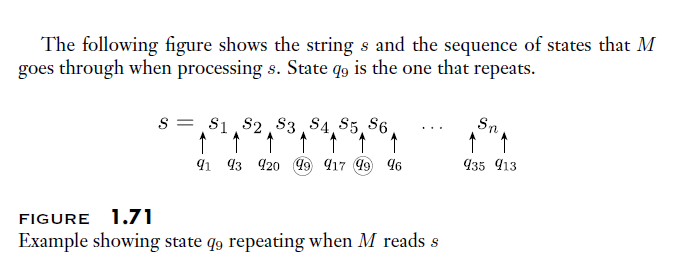 The following figure shows the string s and the sequence of states that M
goes through when processing s. State q₉ is the one that repeats.
s = s₁ s₂ s₃ s₄ s₅ s₆ ... sₙ
q₁ q₃ q₂₀ q₉ q₁₇ q₉ q₆ q₃₅ q₁₃
FIGURE 1.71
Example showing state q₉ repeating when M reads s